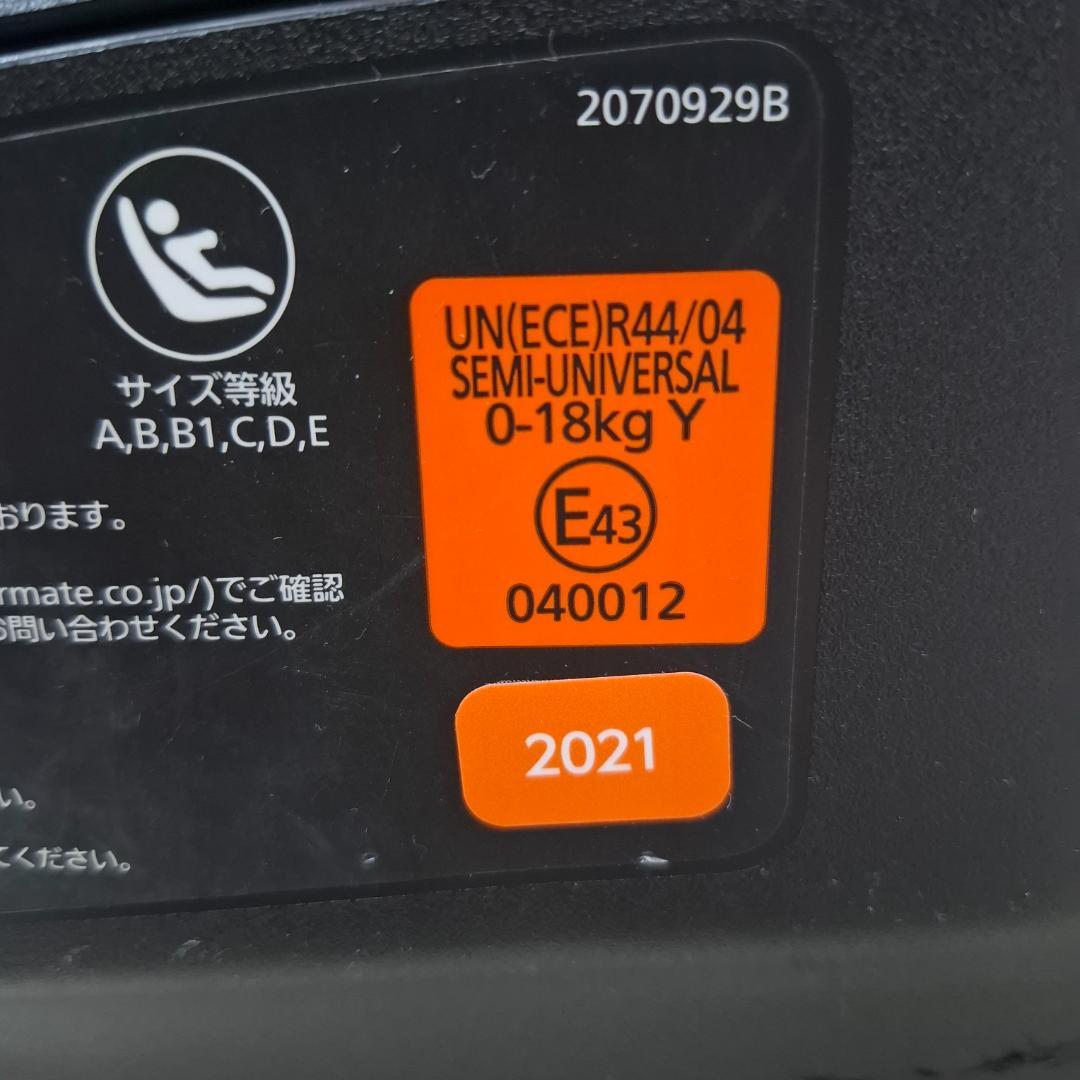 2070929B
サイズ等級
A,B,B1,C,D,E
UN(ECE)R44/04
SEMI-UNIVERSAL
0-18kg Y
E43
040012
2021
おります。
rmate.co.jp/)でご確認
お問い合わせください。
い。
てください。